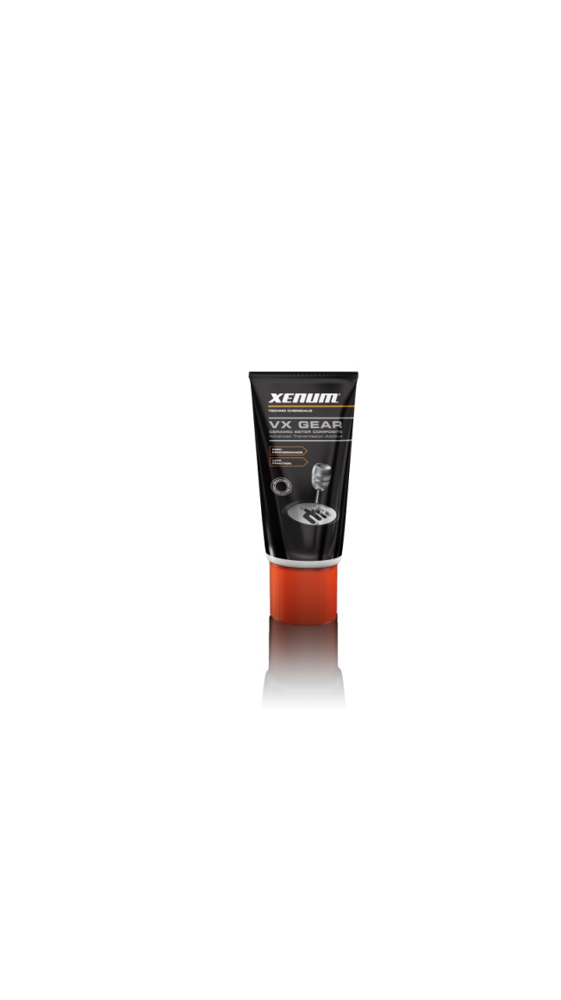 XENUM
TECHNO CHEMICALS
VX GEAR
CERAMIC ESTER COMPOSITE
Advanced Transmission Additive
HIGH
PERFORMANCE
LOW
FRICTION